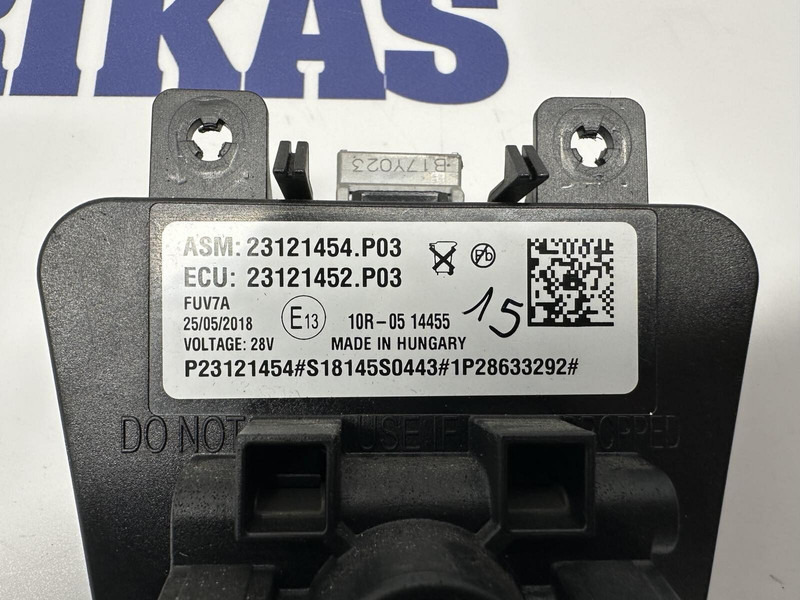 RIKAS
B17Y023
ASM: 23121454.P03
ECU: 23121452.P03
Pb
FUV7A
25/05/2018
E13
10R-05 14455
15
VOLTAGE: 28V
MADE IN HUNGARY
P23121454#S18145S0443#1P28633292#
DO NOT USE IF DROPPED